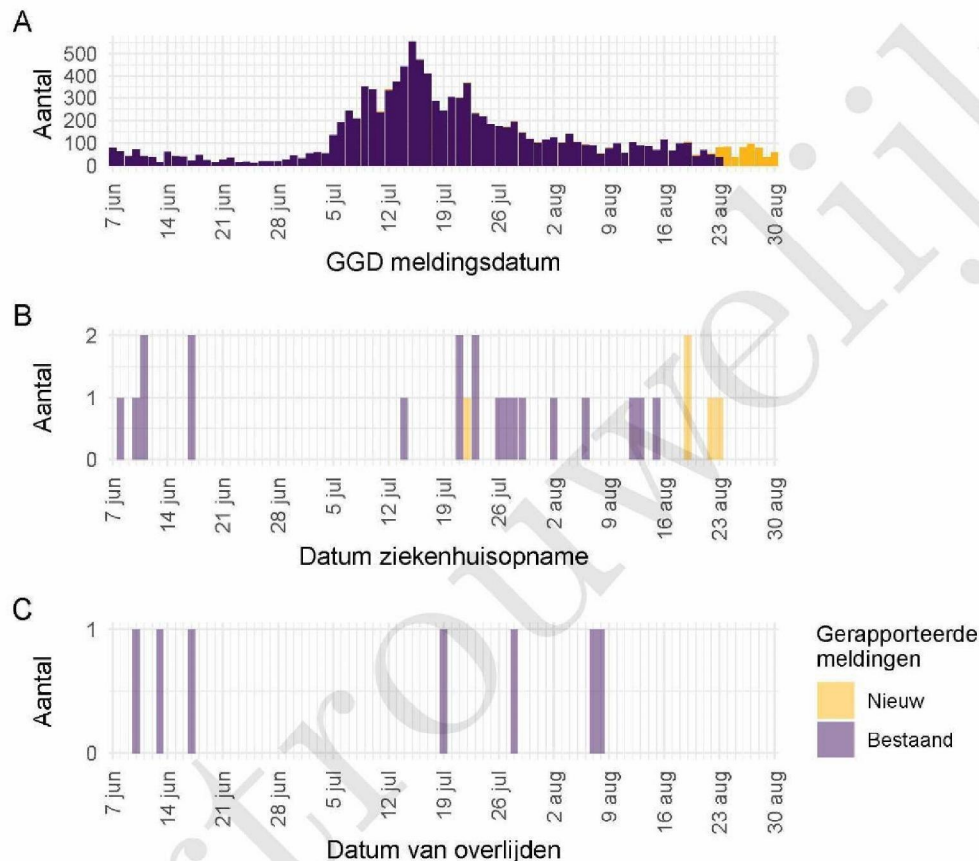 A
Aantal
500
400
300
200
100
0
7 jun
14 jun
21 jun
28 jun
5 jul
12 jul
19 jul
26 jul
2 aug
9 aug
16 aug
23 aug
30 aug
GGD meldingsdatum
B
Aantal
2
1
0
7 jun
14 jun
21 jun
28 jun
5 jul
12 jul
19 jul
26 jul
2 aug
9 aug
16 aug
23 aug
30 aug
Datum ziekenhuisopname
C
Aantal
1
0
7 jun
14 jun
21 jun
28 jun
5 jul
12 jul
19 jul
26 jul
2 aug
9 aug
16 aug
23 aug
30 aug
Datum van overlijden
Gerapporteerde
meldingen
Nieuw
Bestaand
rtrouwelij